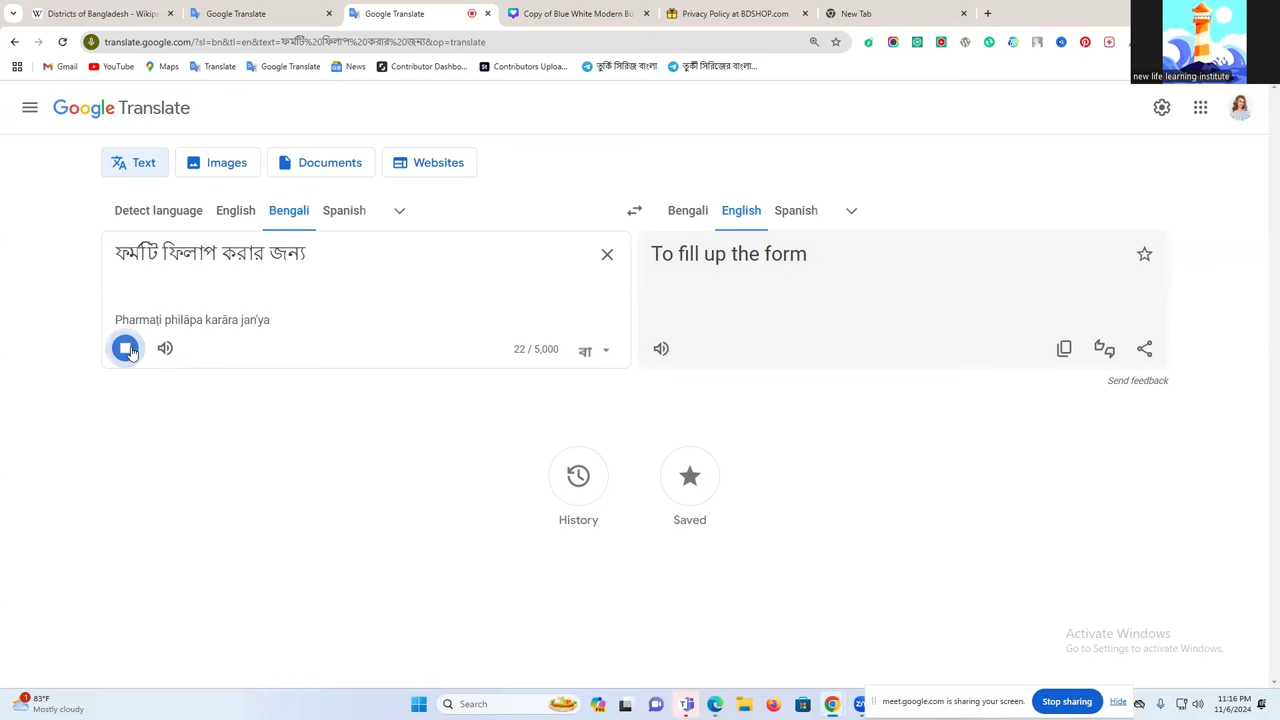 Districts of Bangladesh - Wikip
Google Translate
Google Translate
Copy of Blue White Modern Bu
Privacy Policy at BDSHOP.com
New Tab
translate.google.com/?sl=bn&tl=en&text=ফর্মটি%20ফিলাপ%20করার%20জন্য&op=translate
Gmail
YouTube
Maps
Translate
Google Translate
News
Contributor Dashbo...
Contributors Uploa...
তুর্কি সিরিজ বাংলা
তুর্কী সিরিজের বাংলা...
new life learning institute
Google Translate
Text
Images
Documents
Websites
Detect language English Bengali Spanish
Bengali English Spanish
ফর্মটি ফিলাপ করার জন্য
To fill up the form
Pharmaṭi philāpa karāra jan'ya
22 / 5,000
বা
Send feedback
History
Saved
Activate Windows
Go to Settings to activate Windows.
1
83°F
Mostly cloudy
Search
meet.google.com is sharing your screen.
Stop sharing
Hide
11:16 PM
11/6/2024